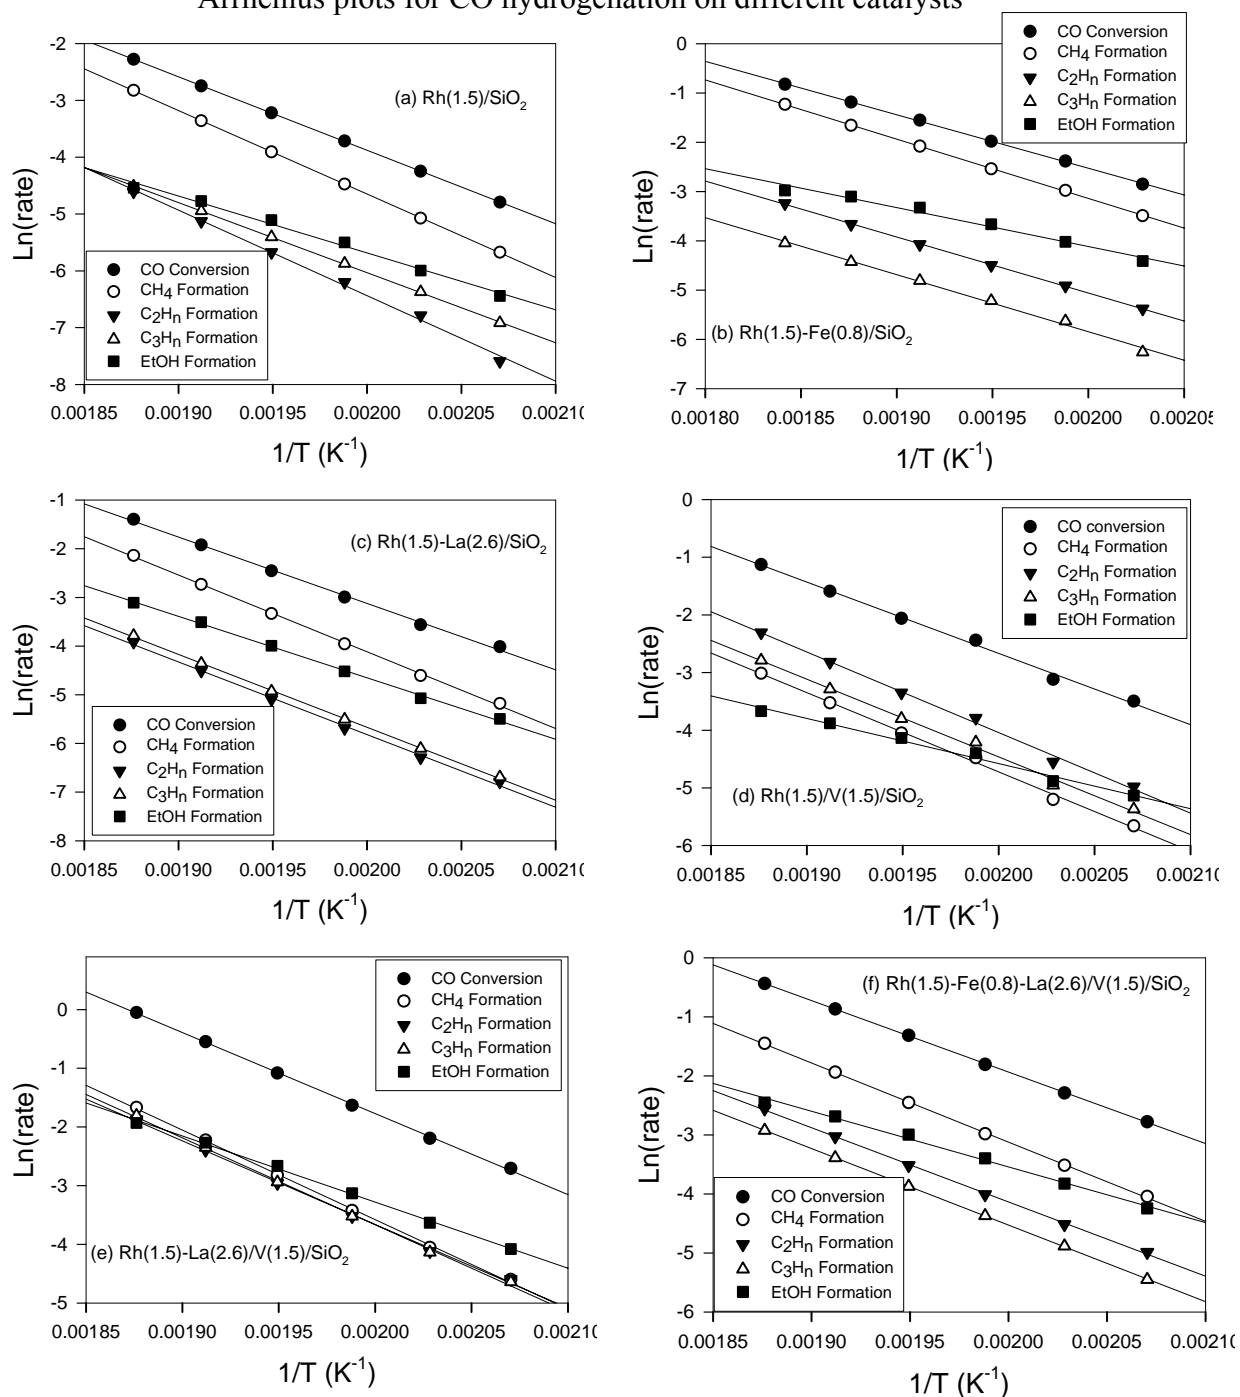 Arrhenius plots for CO hydrogenation on different catalysts
-2
-3
-4
-5
-6
-7
-8
Ln(rate)
(a) Rh(1.5)/SiO2
CO Conversion
CH4 Formation
C2Hn Formation
C3Hn Formation
EtOH Formation
0.00185 0.00190 0.00195 0.00200 0.00205 0.00210
1/T (K-1)
0
-1
-2
-3
-4
-5
-6
-7
Ln(rate)
CO Conversion
CH4 Formation
C2Hn Formation
C3Hn Formation
EtOH Formation
(b) Rh(1.5)-Fe(0.8)/SiO2
0.00180 0.00185 0.00190 0.00195 0.00200 0.00205
1/T (K-1)
-1
-2
-3
-4
-5
-6
-7
-8
Ln(rate)
(c) Rh(1.5)-La(2.6)/SiO2
CO Conversion
CH4 Formation
C2Hn Formation
C3Hn Formation
EtOH Formation
0.00185 0.00190 0.00195 0.00200 0.00205 0.00210
1/T (K-1)
0
-1
-2
-3
-4
-5
-6
Ln(rate)
CO conversion
CH4 Formation
C2Hn Formation
C3Hn Formation
EtOH Formation
(d) Rh(1.5)/V(1.5)/SiO2
0.00185 0.00190 0.00195 0.00200 0.00205 0.00210
1/T (K-1)
0
-1
-2
-3
-4
-5
Ln(rate)
CO Conversion
CH4 Formation
C2Hn Formation
C3Hn Formation
EtOH Formation
(e) Rh(1.5)-La(2.6)/V(1.5)/SiO2
0.00185 0.00190 0.00195 0.00200 0.00205 0.00210
1/T (K-1)
0
-1
-2
-3
-4
-5
-6
Ln(rate)
(f) Rh(1.5)-Fe(0.8)-La(2.6)/V(1.5)/SiO2
CO Conversion
CH4 Formation
C2Hn Formation
C3Hn Formation
EtOH Formation
0.00185 0.00190 0.00195 0.00200 0.00205 0.00210
1/T (K-1)